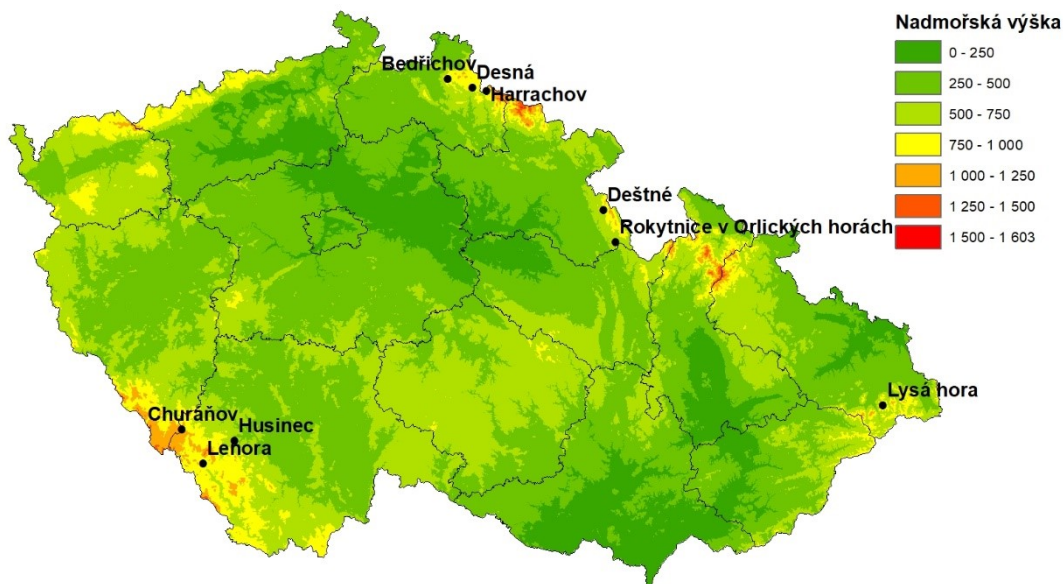 Nadmořská výška
0 - 250
250 - 500
500 - 750
750 - 1 000
1 000 - 1 250
1 250 - 1 500
1 500 - 1 603
Bedřichov
Desná
Harrachov
Deštné
Rokytnice v Orlických horách
Lysá hora
Churáňov
Husinec
Lenora